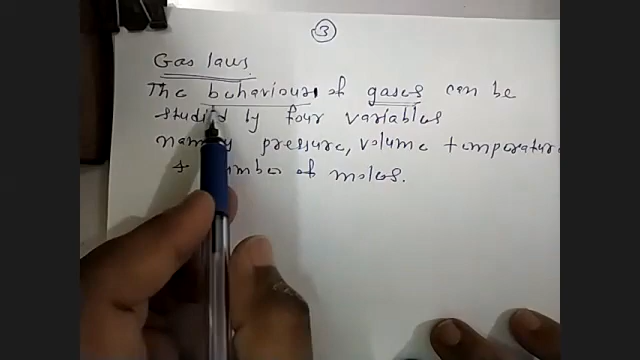 3
Gas laws
The behaviour of gases can be
studied by four variables
namely pressure, volume temperature
+ number of moles.